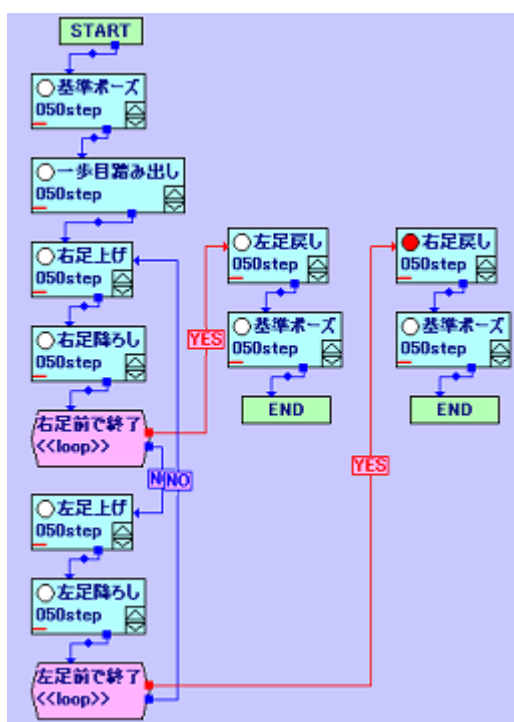 START
基準ポーズ
050step
一歩目踏み出し
050step
右足上げ
050step
右足降ろし
050step
右足前で終了
<<loop>>
左足上げ
050step
左足降ろし
050step
左足前で終了
<<loop>>
NO
NO
YES
左足戻し
050step
基準ポーズ
050step
END
YES
右足戻し
050step
基準ポーズ
050step
END